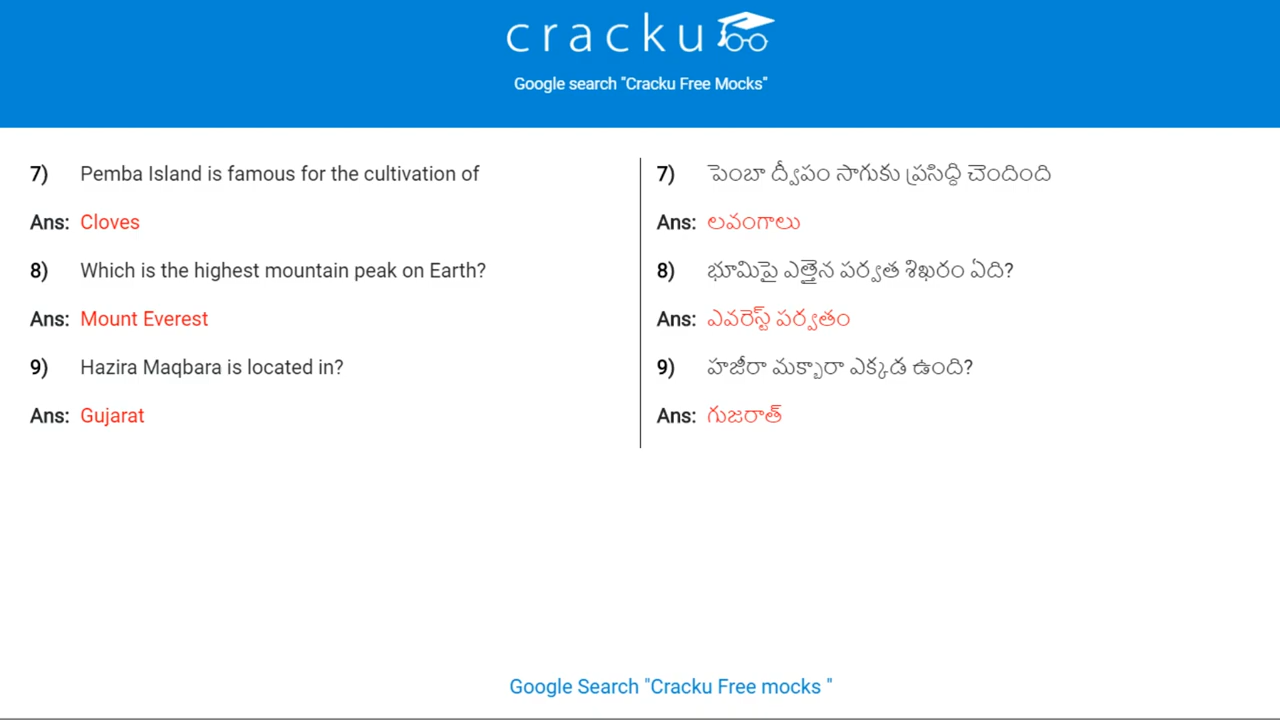 cracku
Google search "Cracku Free Mocks"
7) Pemba Island is famous for the cultivation of
Ans: Cloves
8) Which is the highest mountain peak on Earth?
Ans: Mount Everest
9) Hazira Maqbara is located in?
Ans: Gujarat
7) పెంబా ద్వీపం సాగుకు ప్రసిద్ధి చెందింది
Ans: లవంగాలు
8) భూమిపై ఎత్తైన పర్వత శిఖరం ఏది?
Ans: ఎవరెస్ట్ పర్వతం
9) హజీరా మక్బారా ఎక్కడ ఉంది?
Ans: గుజరాత్
Google Search "Cracku Free mocks "